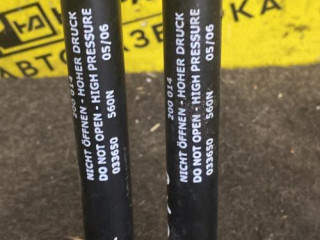 200 014
NICHT ÖFFNEN - HOHER DRUCK
DO NOT OPEN - HIGH PRESSURE
033650 560N 05/06
200 014
NICHT ÖFFNEN - HOHER DRUCK
DO NOT OPEN - HIGH PRESSURE
033650 560N 05/06